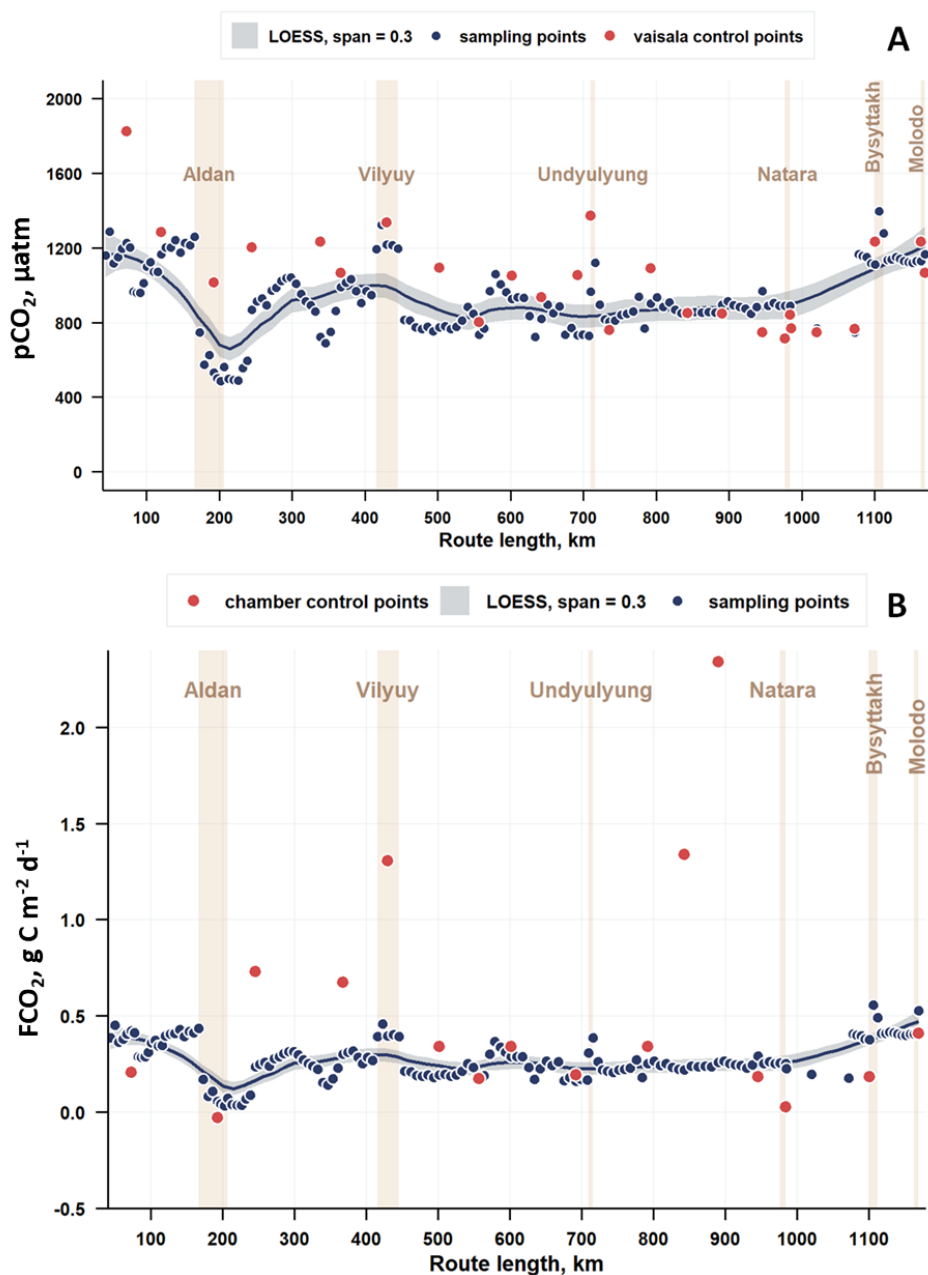 LOESS, span = 0.3 sampling points vaisala control points
A
2000
1600
1200
800
400
0
pCO₂, µatm
Aldan
Vilyuy
Undyulyung
Natara
Bysyttakh
Molodo
100 200 300 400 500 600 700 800 900 1000 1100
Route length, km
chamber control points LOESS, span = 0.3 sampling points
B
2.0
1.5
1.0
0.5
0.0
-0.5
FCO₂, g C m⁻² d⁻¹
Aldan
Vilyuy
Undyulyung
Natara
Bysyttakh
Molodo
100 200 300 400 500 600 700 800 900 1000 1100
Route length, km